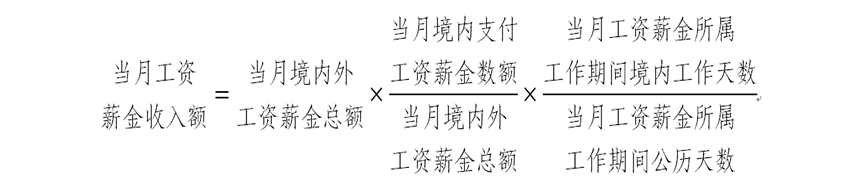 当月工资
薪金收入额
=
当月境内外
工资薪金总额
×
当月境内支付
工资薪金数额
当月境内外
工资薪金总额
×
当月工资薪金所属
工作期间境内工作天数
当月工资薪金所属
工作期间公历天数